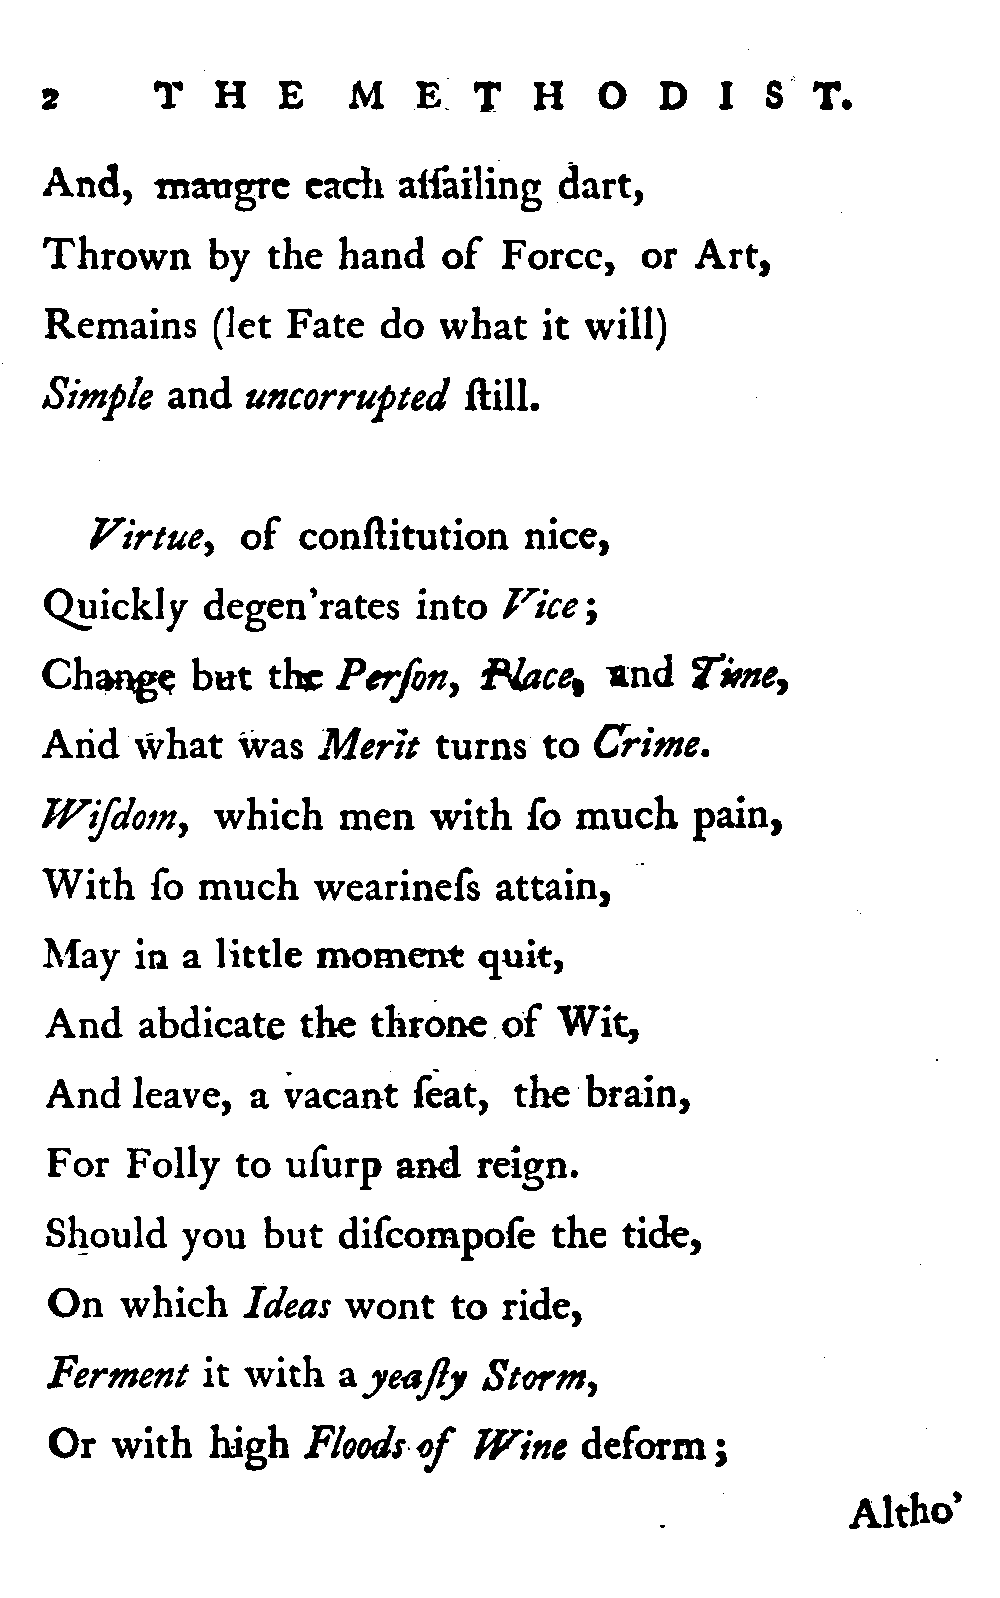 2 THE METHODIST.
And, maugre each aſſailing dart,
Thrown by the hand of Force, or Art,
Remains (let Fate do what it will)
Simple and uncorrupted ſtill.
Virtue, of conſtitution nice,
Quickly degen'rates into Vice;
Change but the Perſon, Place, and Time,
And what was Merit turns to Crime.
Wiſdom, which men with ſo much pain,
With ſo much wearineſs attain,
May in a little moment quit,
And abdicate the throne of Wit,
And leave, a vacant ſeat, the brain,
For Folly to uſurp and reign.
Should you but diſcompoſe the tide,
On which Ideas wont to ride,
Ferment it with a yeaſty Storm,
Or with high Floods of Wine deform;
Altho'